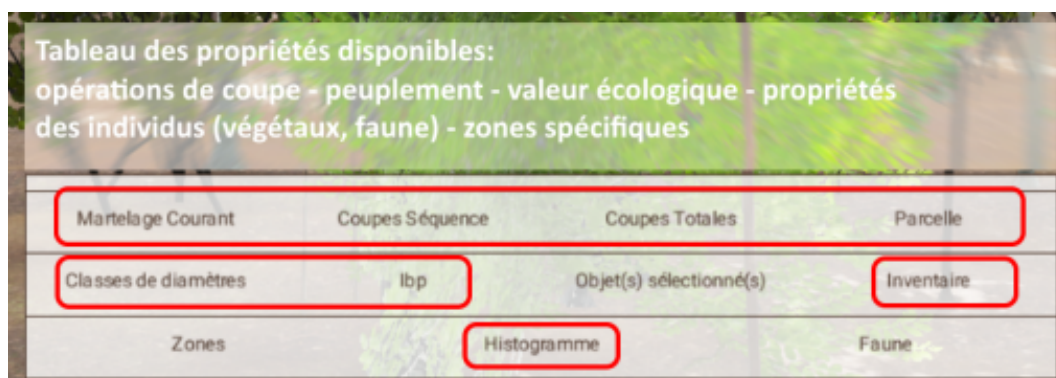 Tableau des propriétés disponibles:
opérations de coupe - peuplement - valeur écologique - propriétés
des individus (végétaux, faune) - zones spécifiques
Martelage Courant Coupes Séquence Coupes Totales Parcelle
Classes de diamètres Ibp Objet(s) sélectionné(s) Inventaire
Zones Histogramme Faune